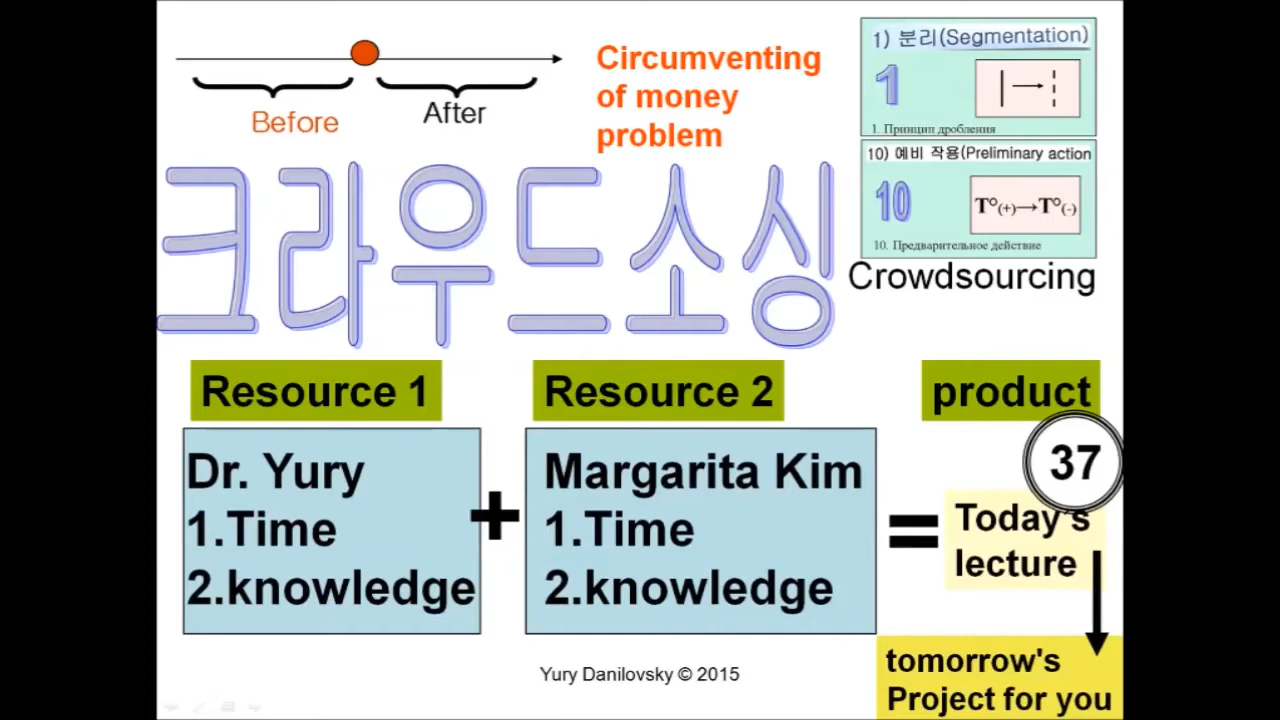 Before
After
Circumventing
of money
problem
1) 분리(Segmentation)
1
1. Принцип дробления
10) 예비 작용(Preliminary action
10
T°(+)→T°(-)
10. Предварительное действие
크라우드소싱
Crowdsourcing
Resource 1
Resource 2
product
37
Dr. Yury
1.Time
2.knowledge
+
Margarita Kim
1.Time
2.knowledge
=
Today's
lecture
tomorrow's
Project for you
Yury Danilovsky © 2015